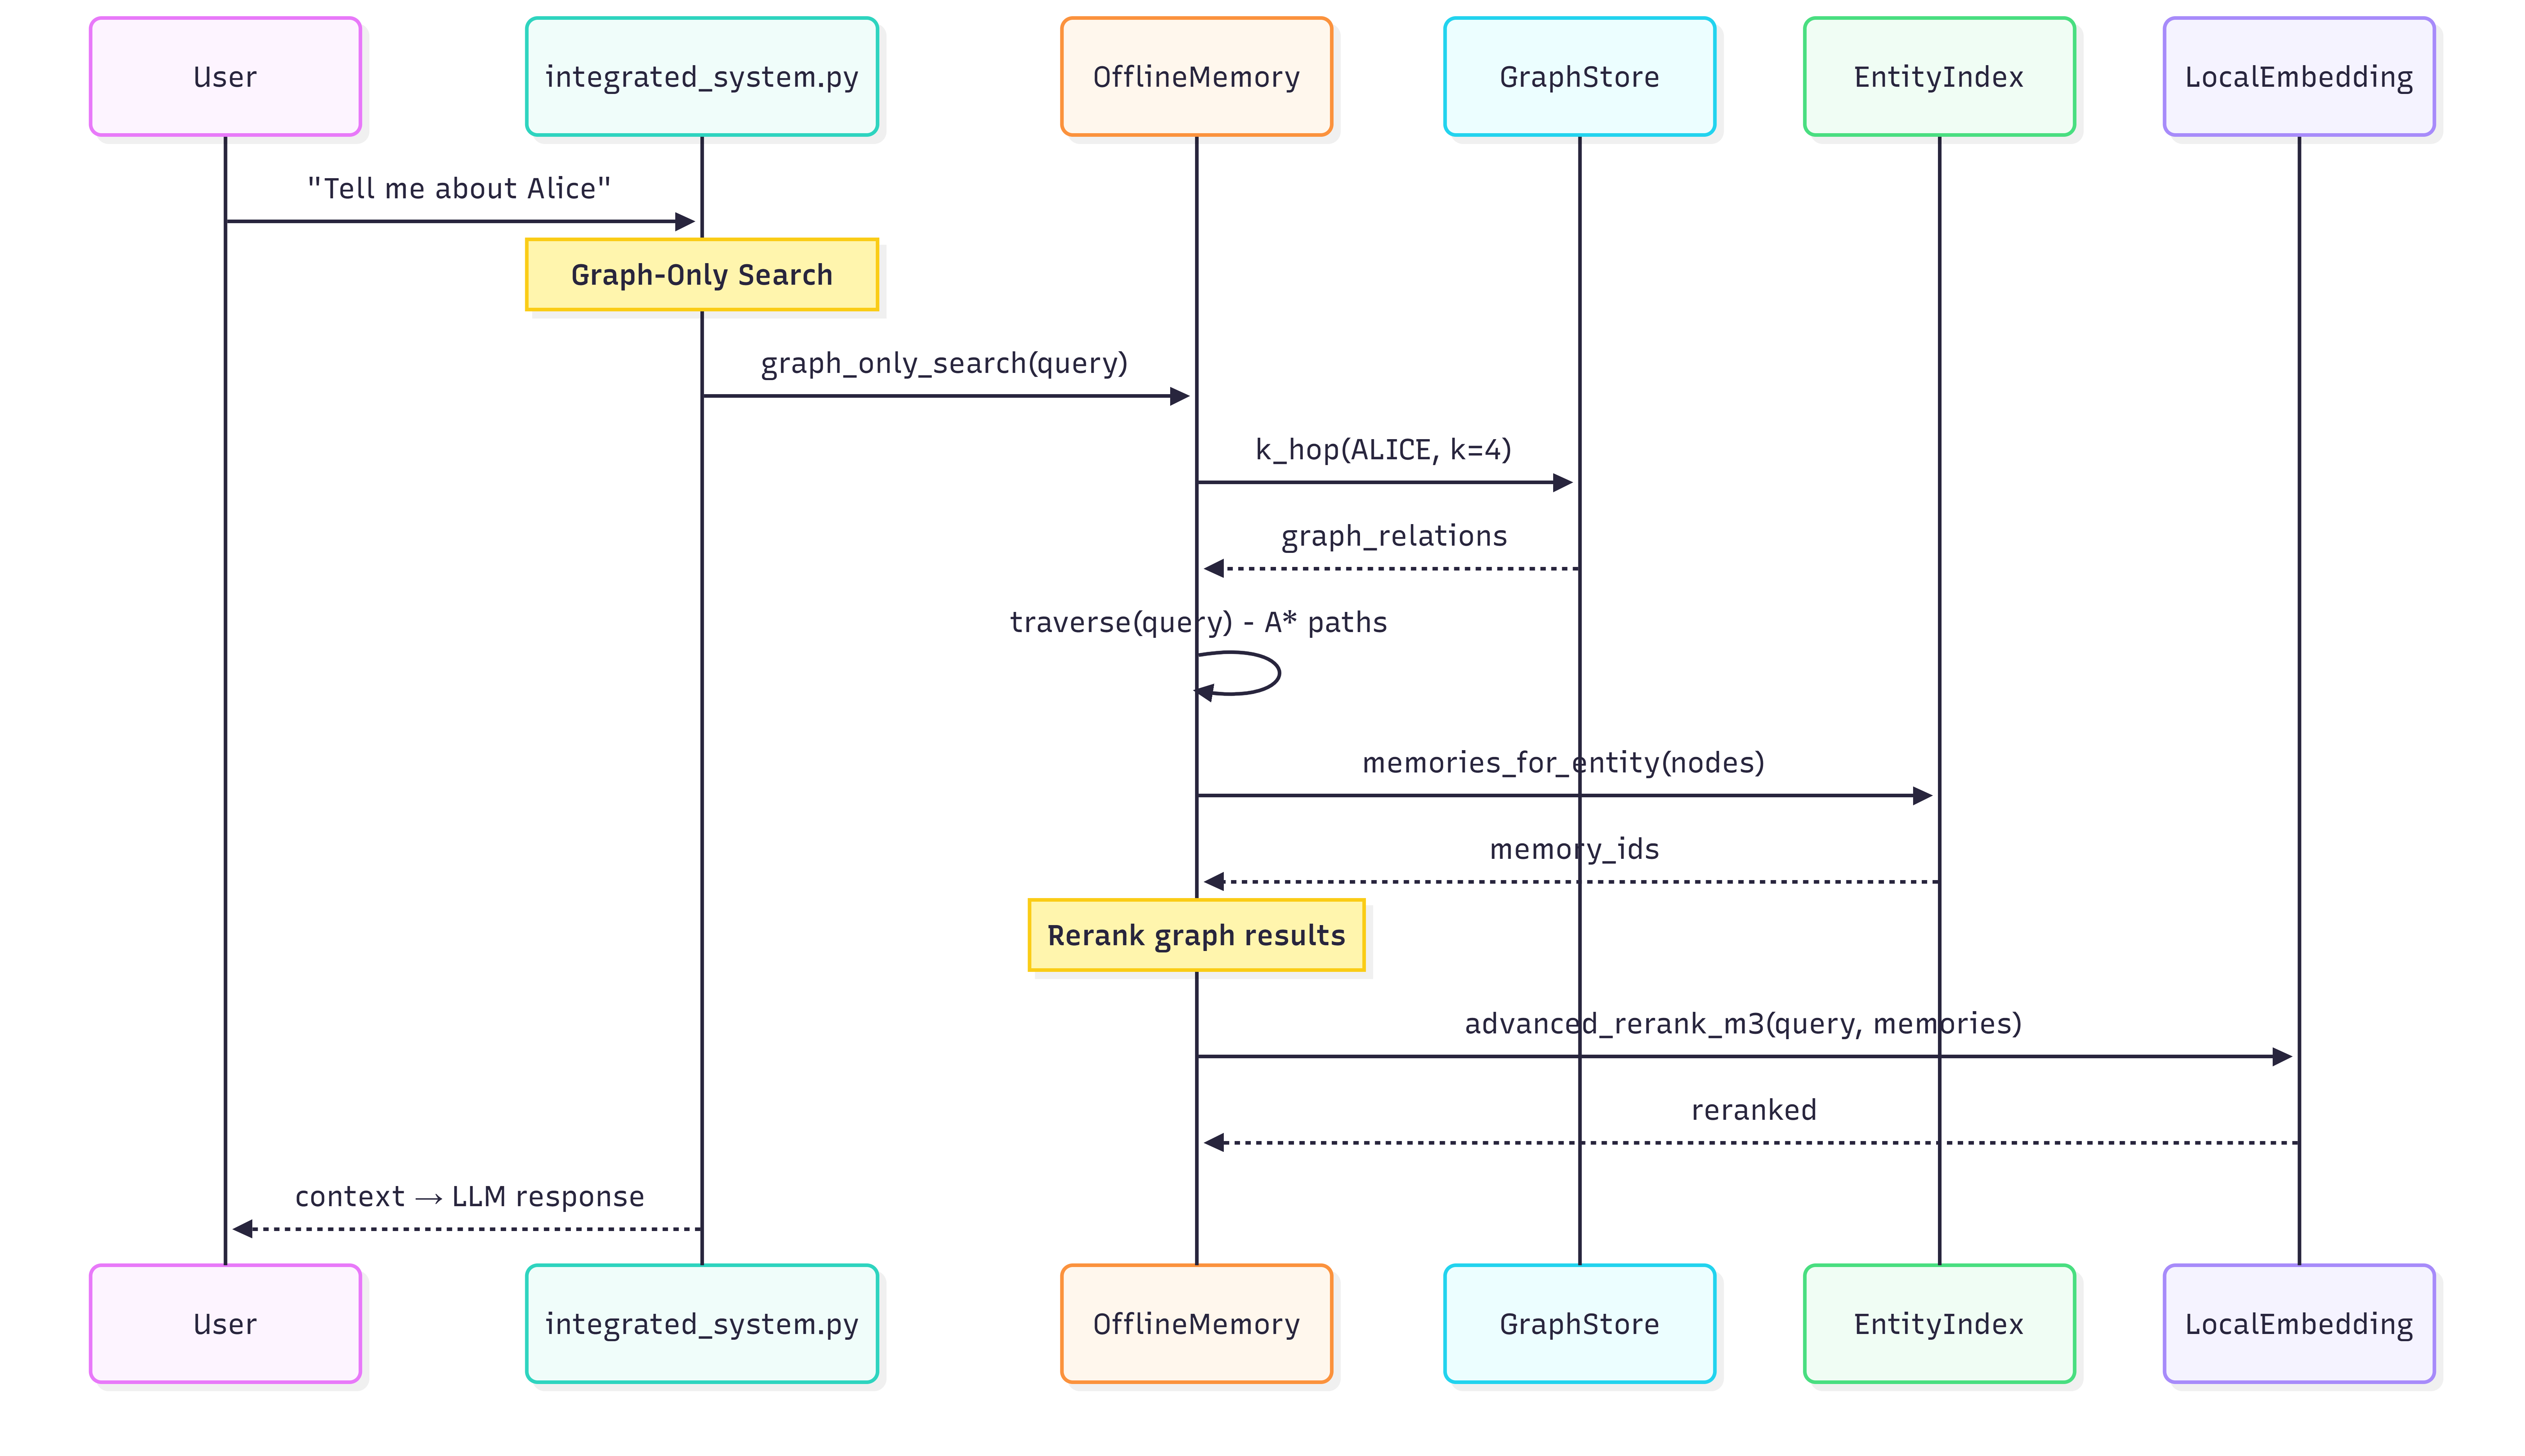 User
integrated_system.py
OfflineMemory
GraphStore
EntityIndex
LocalEmbedding
"Tell me about Alice"
Graph-Only Search
graph_only_search(query)
k_hop(ALICE, k=4)
graph_relations
traverse(query) - A* paths
memories_for_entity(nodes)
memory_ids
Rerank graph results
advanced_rerank_m3(query, memories)
reranked
context → LLM response
User
integrated_system.py
OfflineMemory
GraphStore
EntityIndex
LocalEmbedding